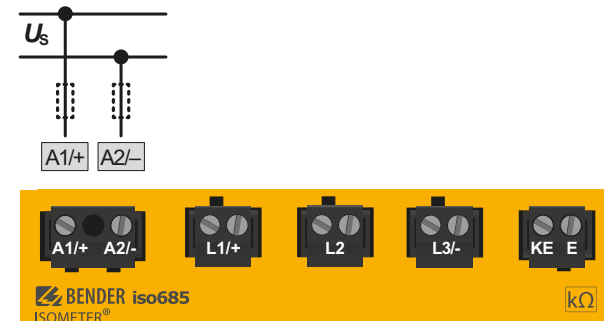 Us
A1/+ A2/–
A1/+ A2/- L1/+ L2 L3/- KE E
BENDER iso685 kΩ
ISOMETER®